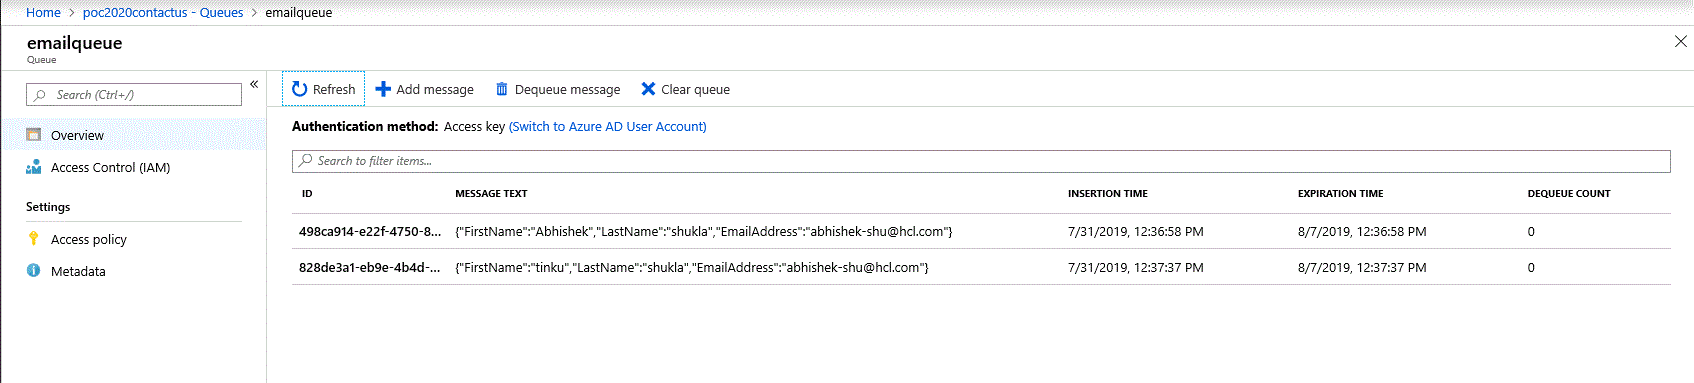 Home > poc2020contactus - Queues > emailqueue
emailqueue
Queue
Search (Ctrl+/)
«
Refresh Add message Dequeue message Clear queue
Overview
Authentication method: Access key (Switch to Azure AD User Account)
Search to filter items...
Access Control (IAM)
ID MESSAGE TEXT INSERTION TIME EXPIRATION TIME DEQUEUE COUNT
Settings
498ca914-e22f-4750-8... {"FirstName":"Abhishek","LastName":"shukla","EmailAddress":"abhishek-shu@hcl.com"} 7/31/2019, 12:36:58 PM 8/7/2019, 12:36:58 PM 0
Access policy
828de3a1-eb9e-4b4d-... {"FirstName":"tinku","LastName":"shukla","EmailAddress":"abhishek-shu@hcl.com"} 7/31/2019, 12:37:37 PM 8/7/2019, 12:37:37 PM 0
Metadata